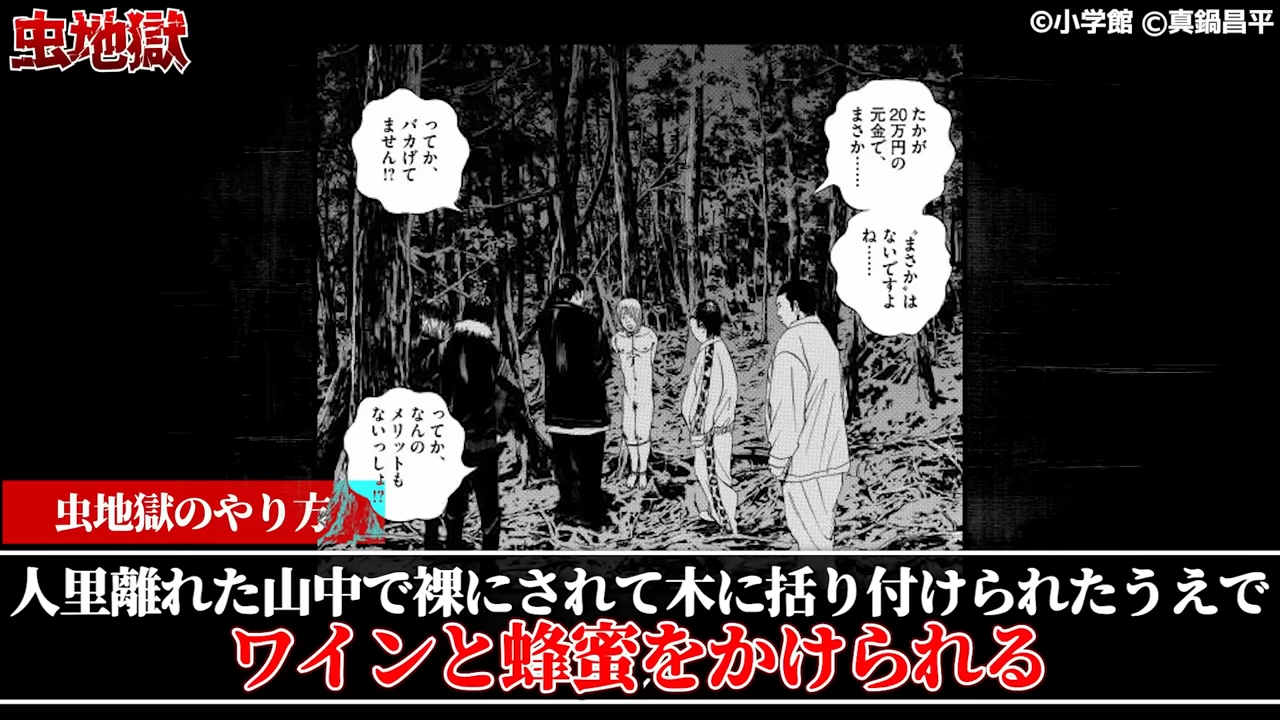 虫地獄
©小学館 ©真鍋昌平
たかが
20万円の
元金で、
まさか……
〝まさか〟は
ないですよ
ね……
ってか、
バカげて
ません!?
ってか、
なんの
メリットも
ないっしょ!?
虫地獄のやり方
人里離れた山中で裸にされて木に括り付けられたうえで
ワインと蜂蜜をかけられる